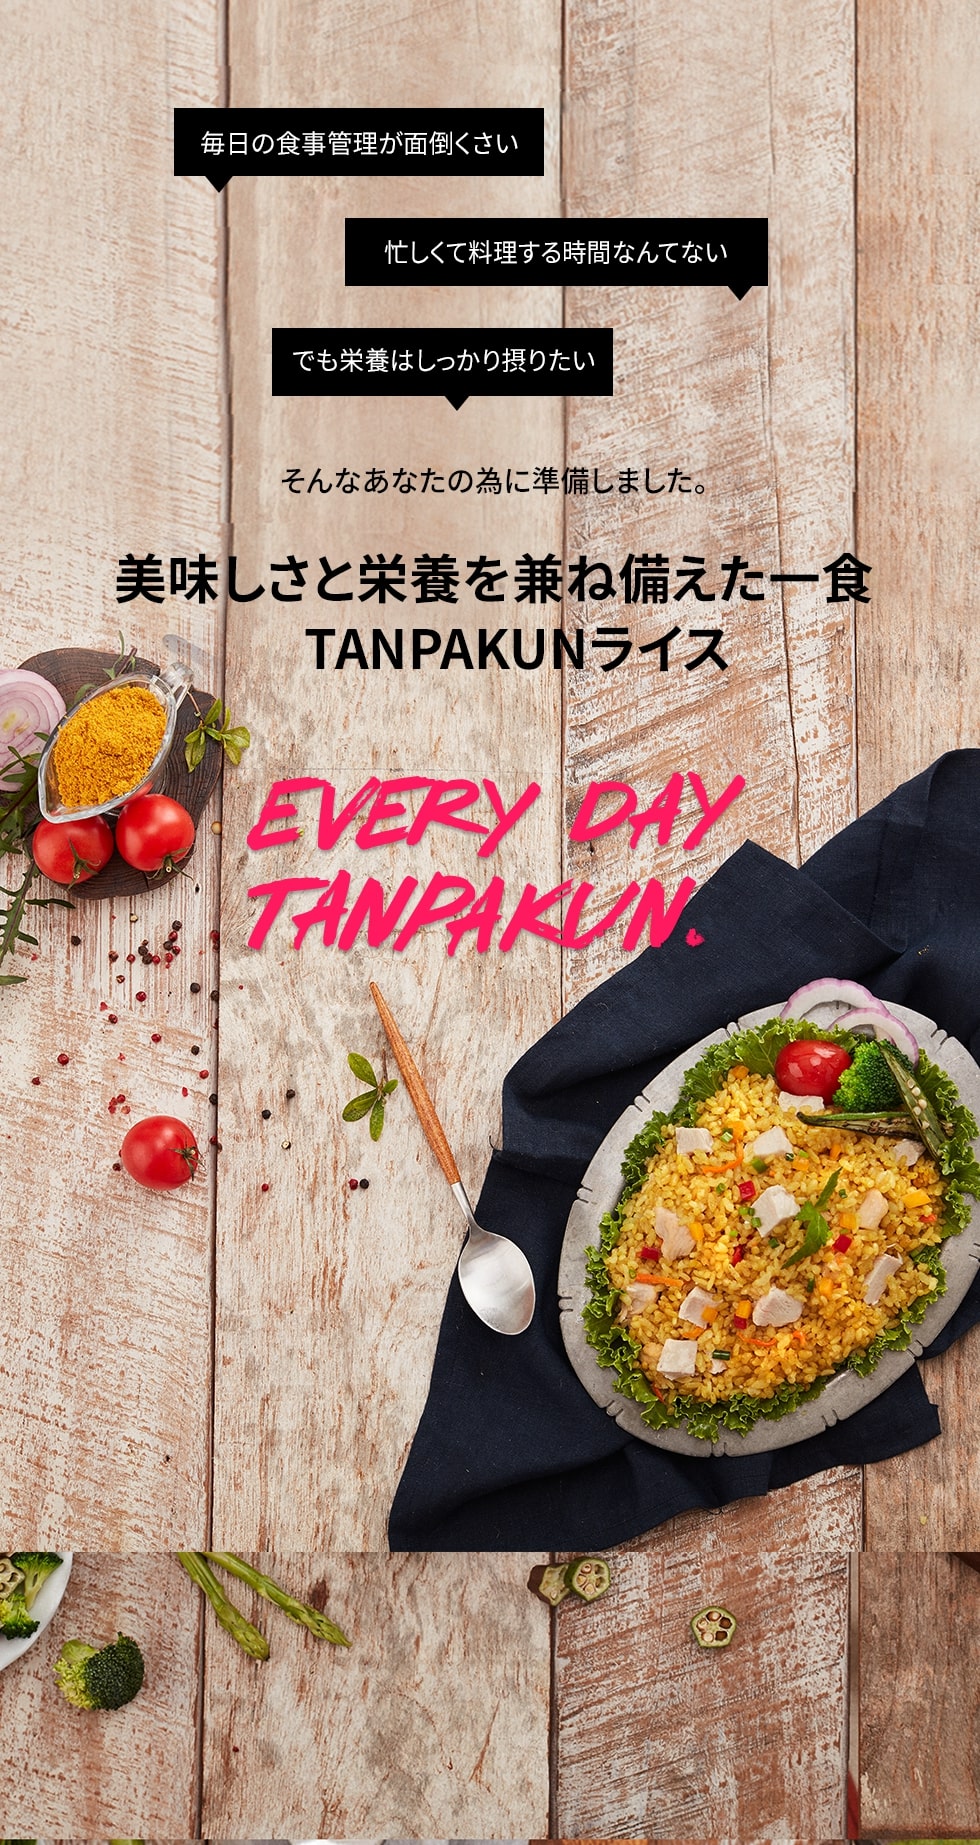 毎日の食事管理が面倒くさい
忙しくて料理する時間なんてない
でも栄養はしっかり摂りたい
そんなあなたの為に準備しました。
美味しさと栄養を兼ね備えた一食
TANPAKUNライス
EVERY DAY
TANPAKUN.